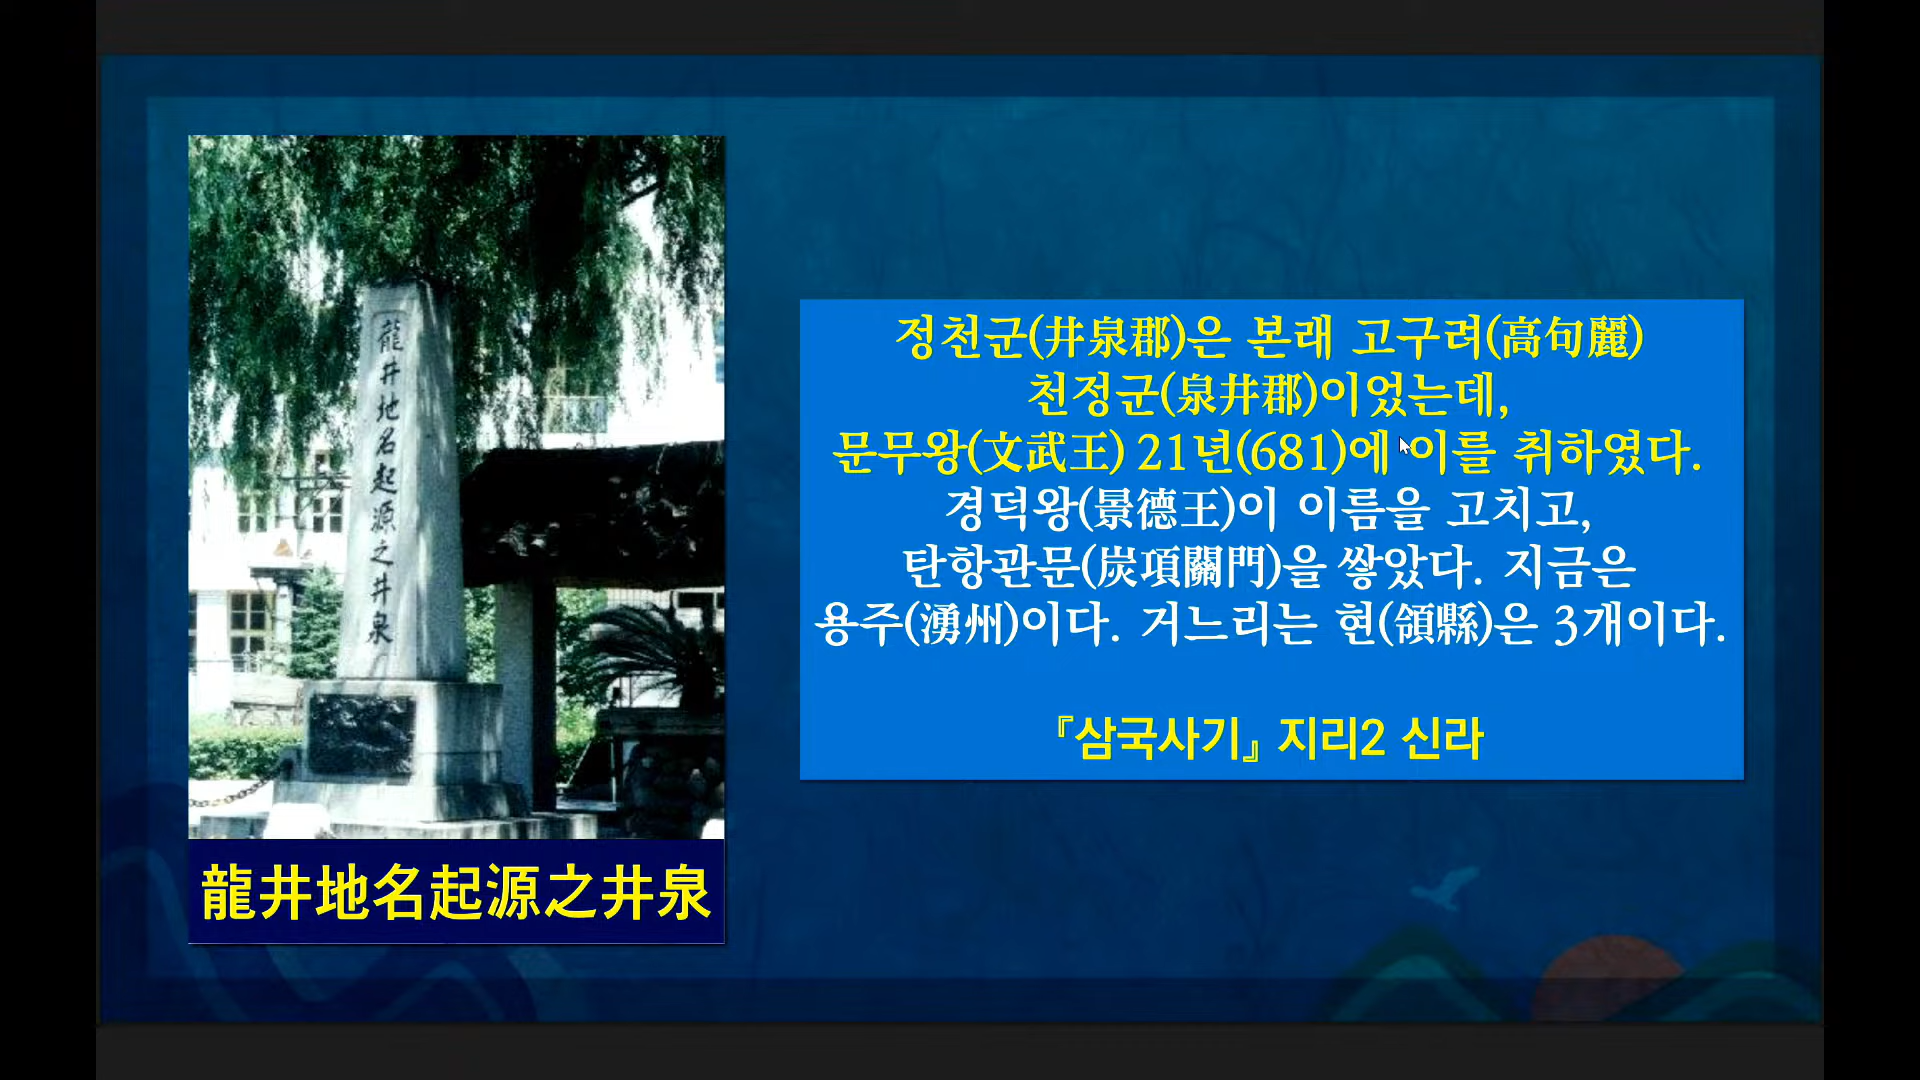 龍井地名起源之井泉
龍井地名起源之井泉
정천군(井泉郡)은 본래 고구려(高句麗)
천정군(泉井郡)이었는데,
문무왕(文武王) 21년(681)에 이를 취하였다.
경덕왕(景德王)이 이름을 고치고,
탄항관문(炭項關門)을 쌓았다. 지금은
용주(湧州)이다. 거느리는 현(領縣)은 3개이다.
『삼국사기』 지리2 신라